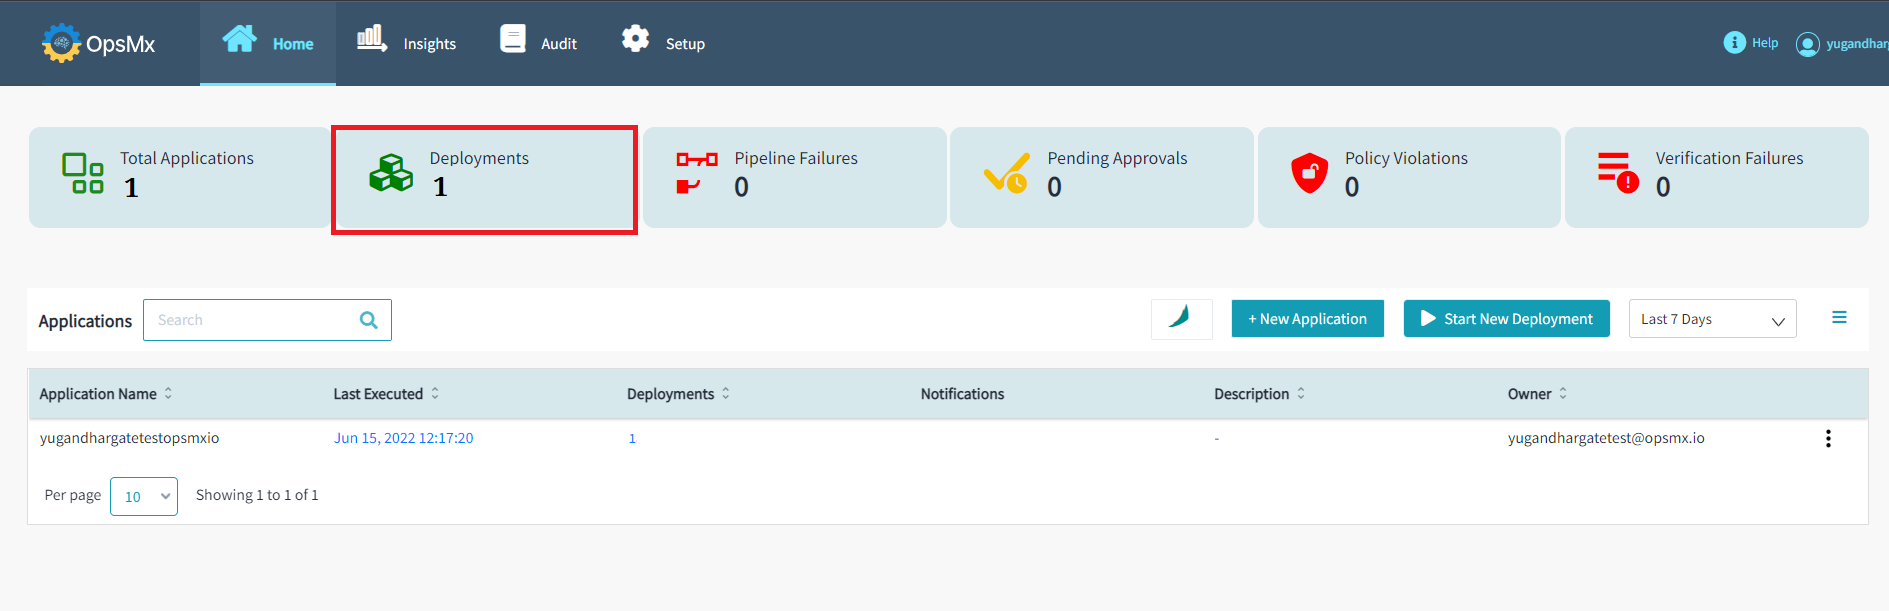 OpsMx Home Insights Audit Setup Help yugandhar
Total Applications Deployments Pipeline Failures Pending Approvals Policy Violations Verification Failures
1 1 0 0 0 0
Applications Search + New Application Start New Deployment Last 7 Days
Application Name Last Executed Deployments Notifications Description Owner
yugandhargatetestopsmxio Jun 15, 2022 12:17:20 1 - yugandhargatetest@opsmx.io
Per page 10 Showing 1 to 1 of 1